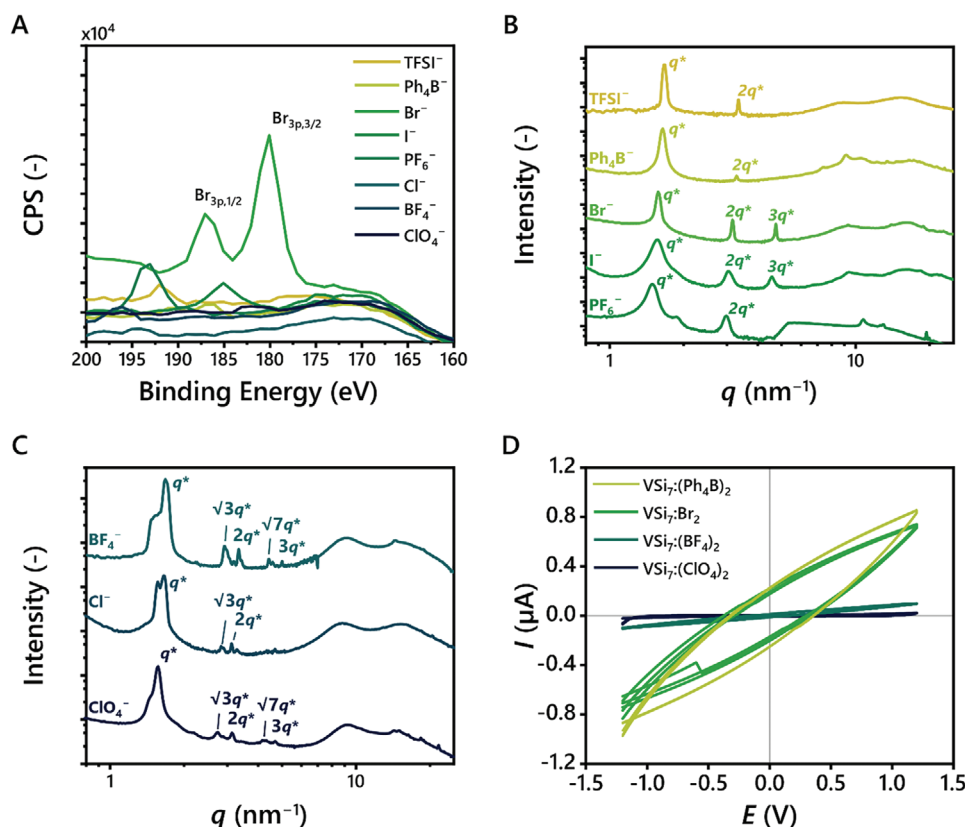 A
x10⁴
CPS (-)
Br3p,1/2
Br3p,3/2
TFSI⁻
Ph₄B⁻
Br⁻
I⁻
PF₆⁻
Cl⁻
BF₄⁻
ClO₄⁻
200 195 190 185 180 175 170 165 160
Binding Energy (eV)
B
Intensity (-)
TFSI⁻ q* 2q*
Ph₄B⁻ q* 2q*
Br⁻ q* 2q* 3q*
I⁻ q* 2q* 3q*
PF₆⁻ q* 2q*
1 10
q (nm⁻¹)
C
Intensity (-)
BF₄⁻ q* √3q* 2q* √7q* 3q*
Cl⁻ q* √3q* 2q*
ClO₄⁻ q* √3q* 2q* √7q* 3q*
1 10
q (nm⁻¹)
D
I (µA)
1.2
0.8
0.4
0.0
-0.4
-0.8
-1.2
VSi₇:(Ph₄B)₂
VSi₇:Br₂
VSi₇:(BF₄)₂
VSi₇:(ClO₄)₂
-1.5 -1.0 -0.5 0.0 0.5 1.0 1.5
E (V)